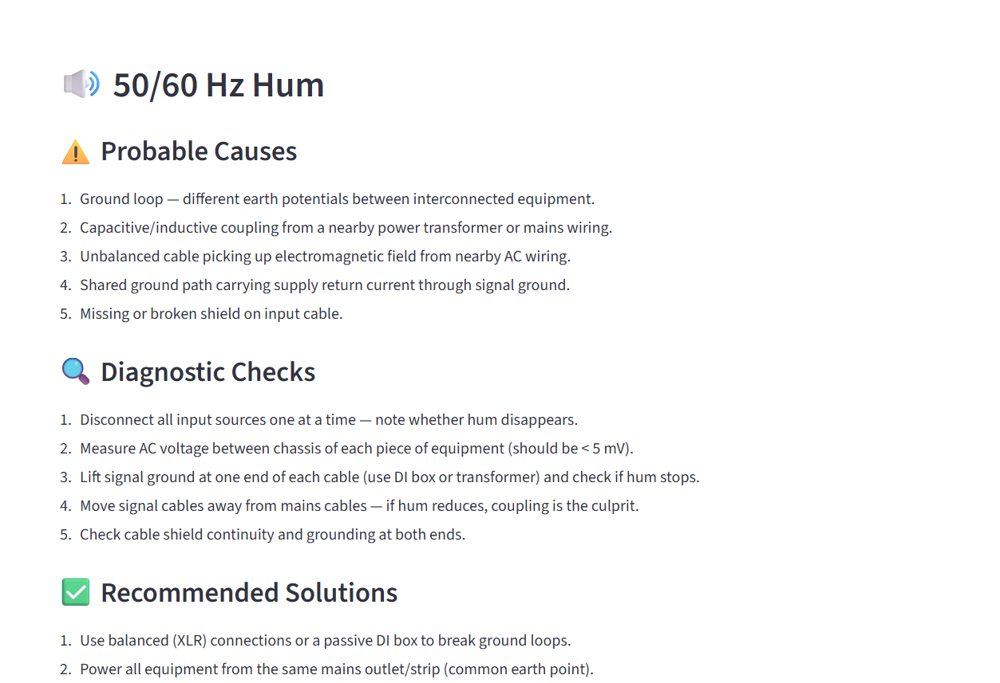 50/60 Hz Hum
Probable Causes
1. Ground loop — different earth potentials between interconnected equipment.
2. Capacitive/inductive coupling from a nearby power transformer or mains wiring.
3. Unbalanced cable picking up electromagnetic field from nearby AC wiring.
4. Shared ground path carrying supply return current through signal ground.
5. Missing or broken shield on input cable.
Diagnostic Checks
1. Disconnect all input sources one at a time — note whether hum disappears.
2. Measure AC voltage between chassis of each piece of equipment (should be < 5 mV).
3. Lift signal ground at one end of each cable (use DI box or transformer) and check if hum stops.
4. Move signal cables away from mains cables — if hum reduces, coupling is the culprit.
5. Check cable shield continuity and grounding at both ends.
Recommended Solutions
1. Use balanced (XLR) connections or a passive DI box to break ground loops.
2. Power all equipment from the same mains outlet/strip (common earth point).